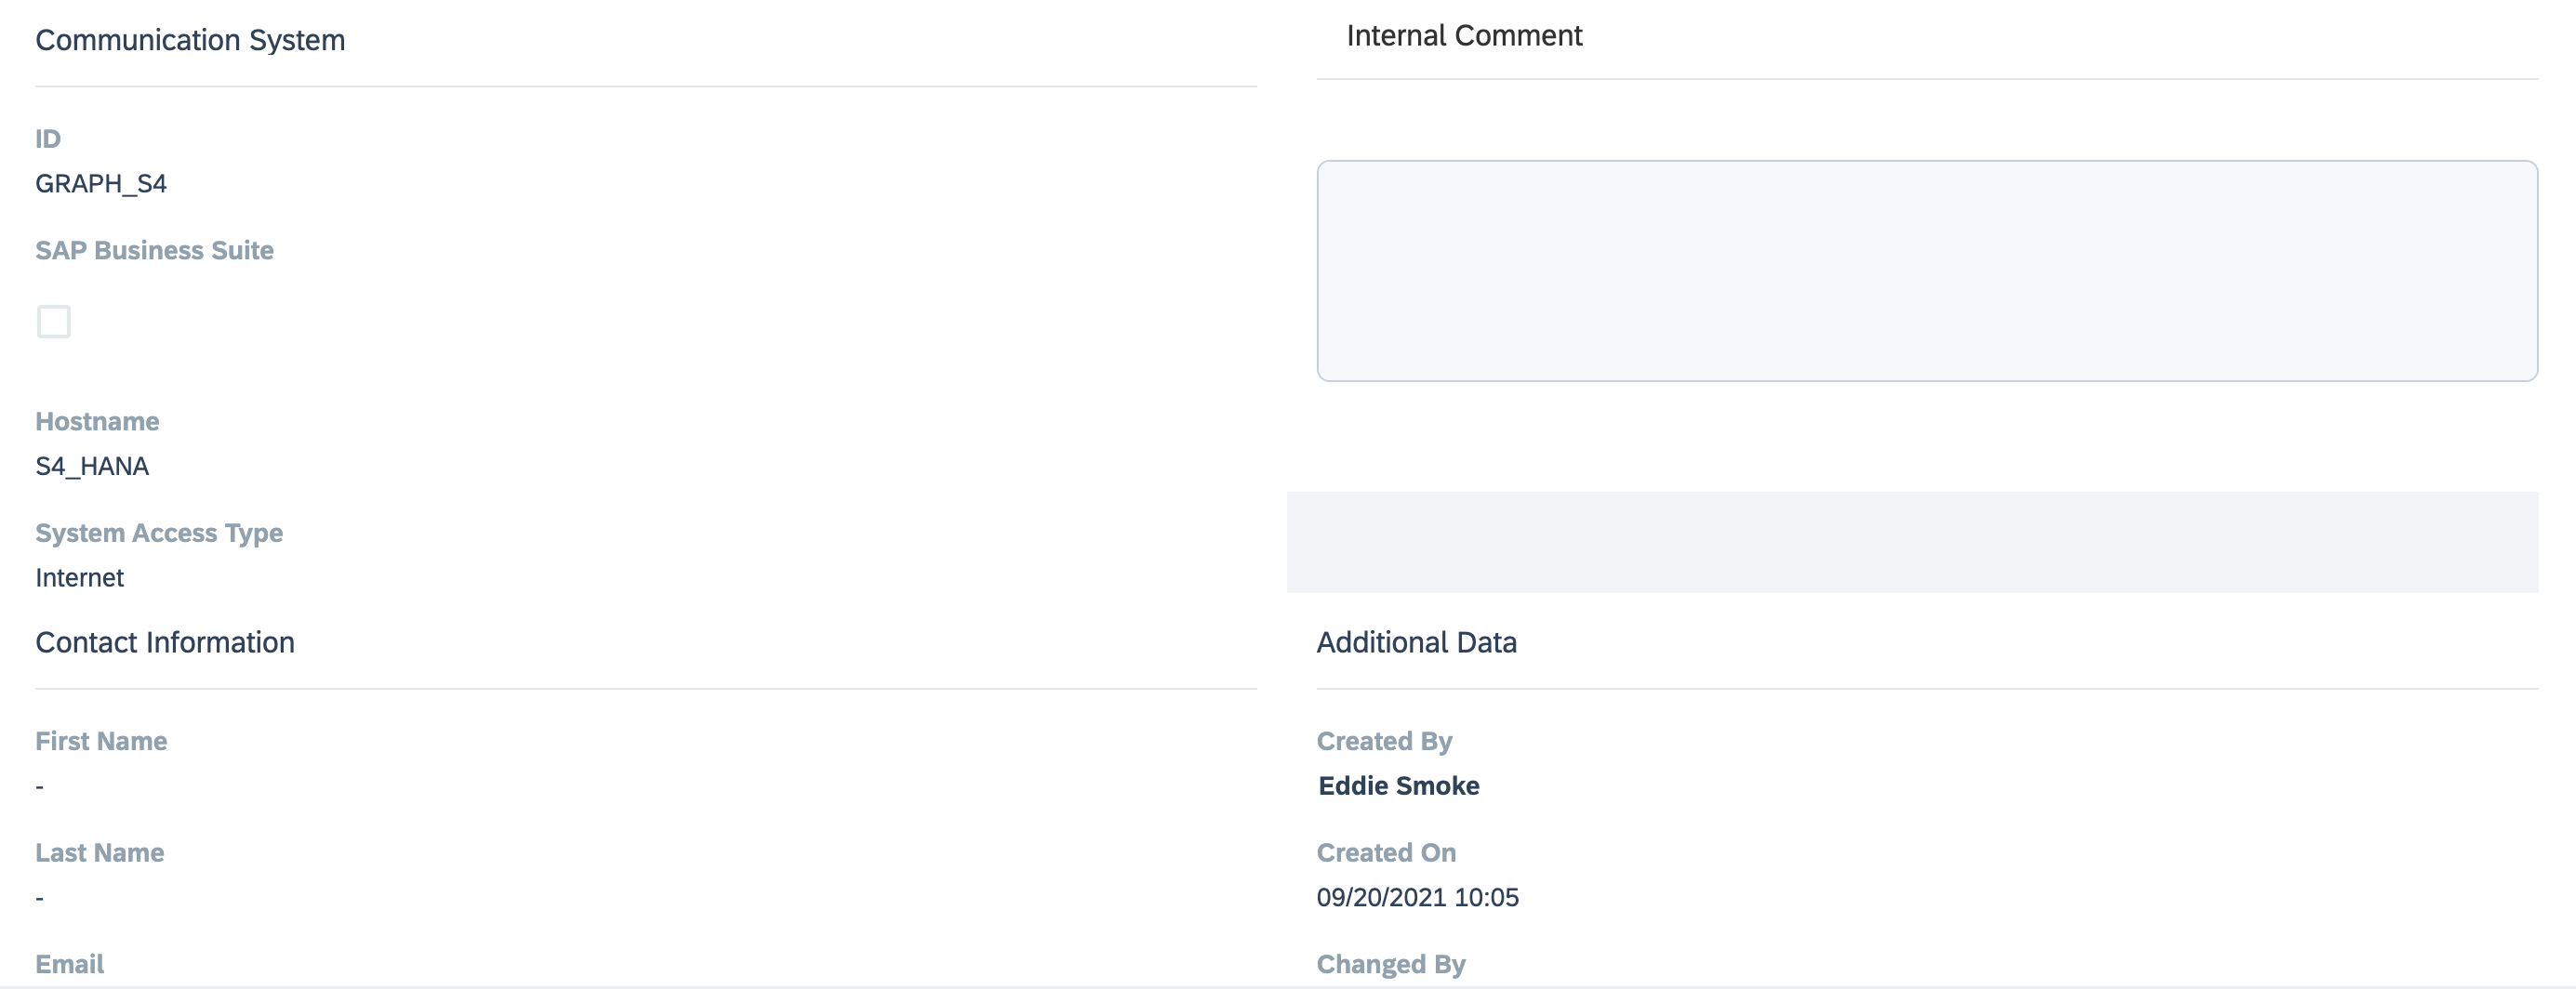 Communication System
ID
GRAPH_S4
SAP Business Suite
Hostname
S4_HANA
System Access Type
Internet
Internal Comment
Contact Information
First Name
-
Last Name
-
Email
Additional Data
Created By
Eddie Smoke
Created On
09/20/2021 10:05
Changed By